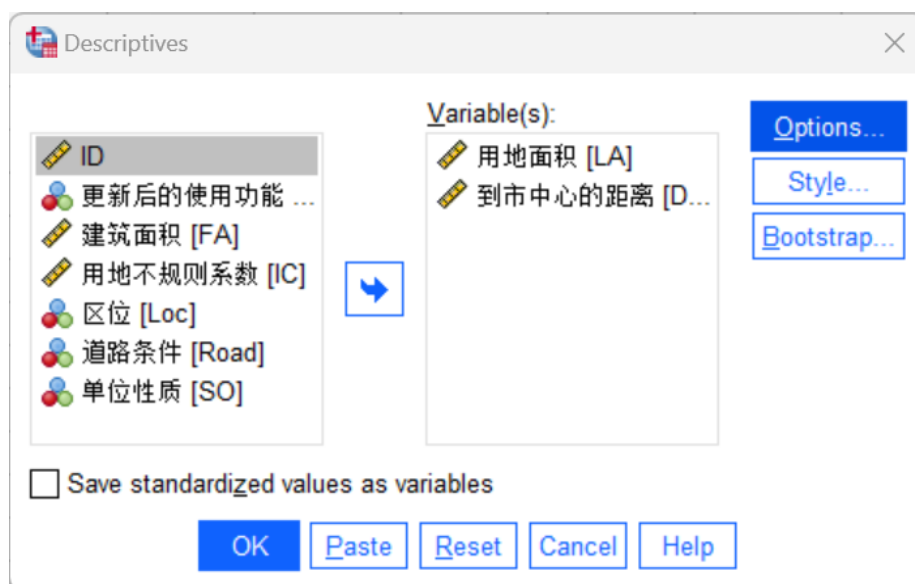 Descriptives
Variable(s):
ID
更新后的使用功能 ...
建筑面积 [FA]
用地不规则系数 [IC]
区位 [Loc]
道路条件 [Road]
单位性质 [SO]
用地面积 [LA]
到市中心的距离 [D...
Options...
Style...
Bootstrap...
Save standardized values as variables
OK
Paste
Reset
Cancel
Help